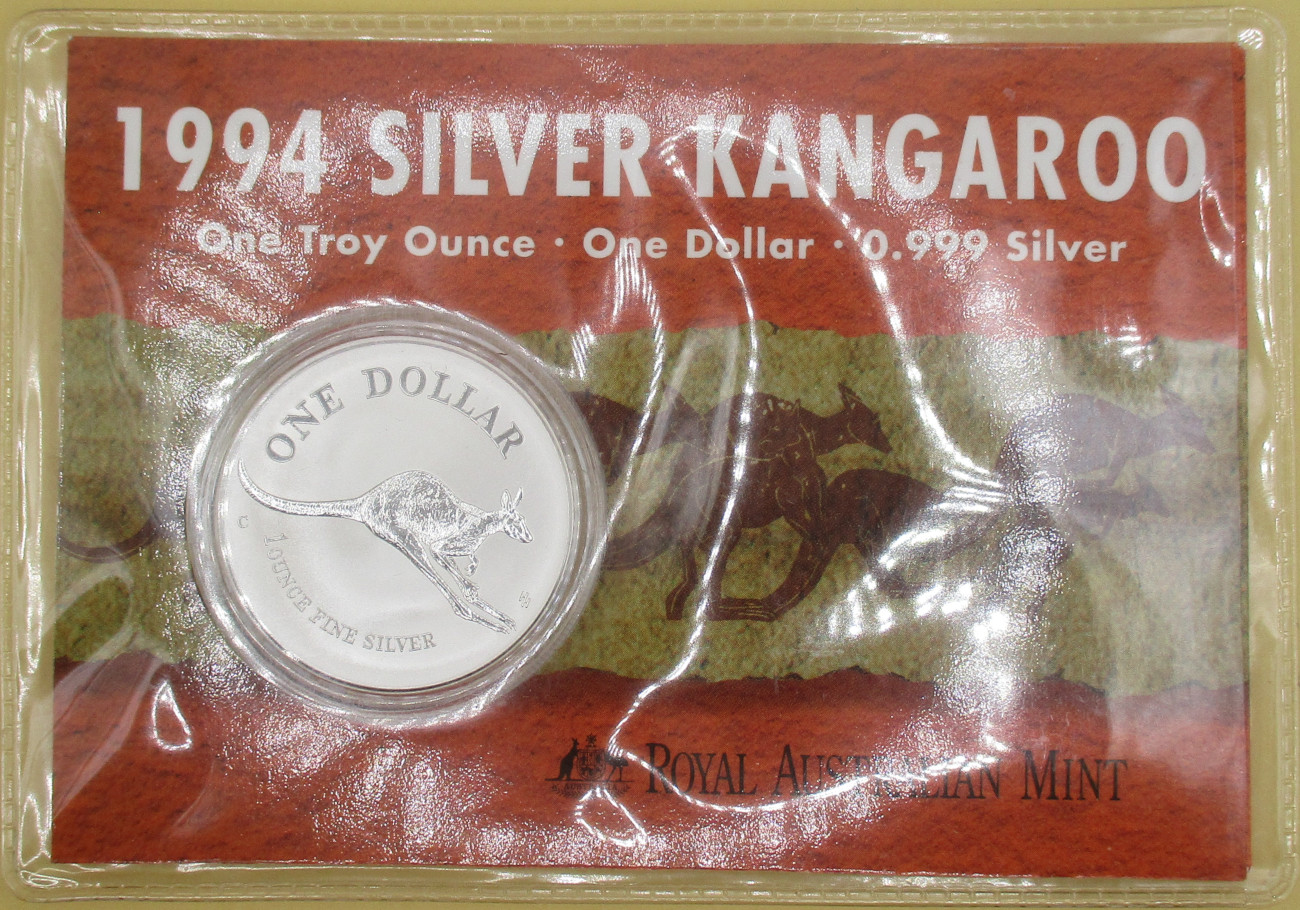 1994 SILVER KANGAROO
One Troy Ounce · One Dollar · 0.999 Silver
ONE DOLLAR
C
1 OUNCE FINE SILVER
ROYAL AUSTRALIAN MINT